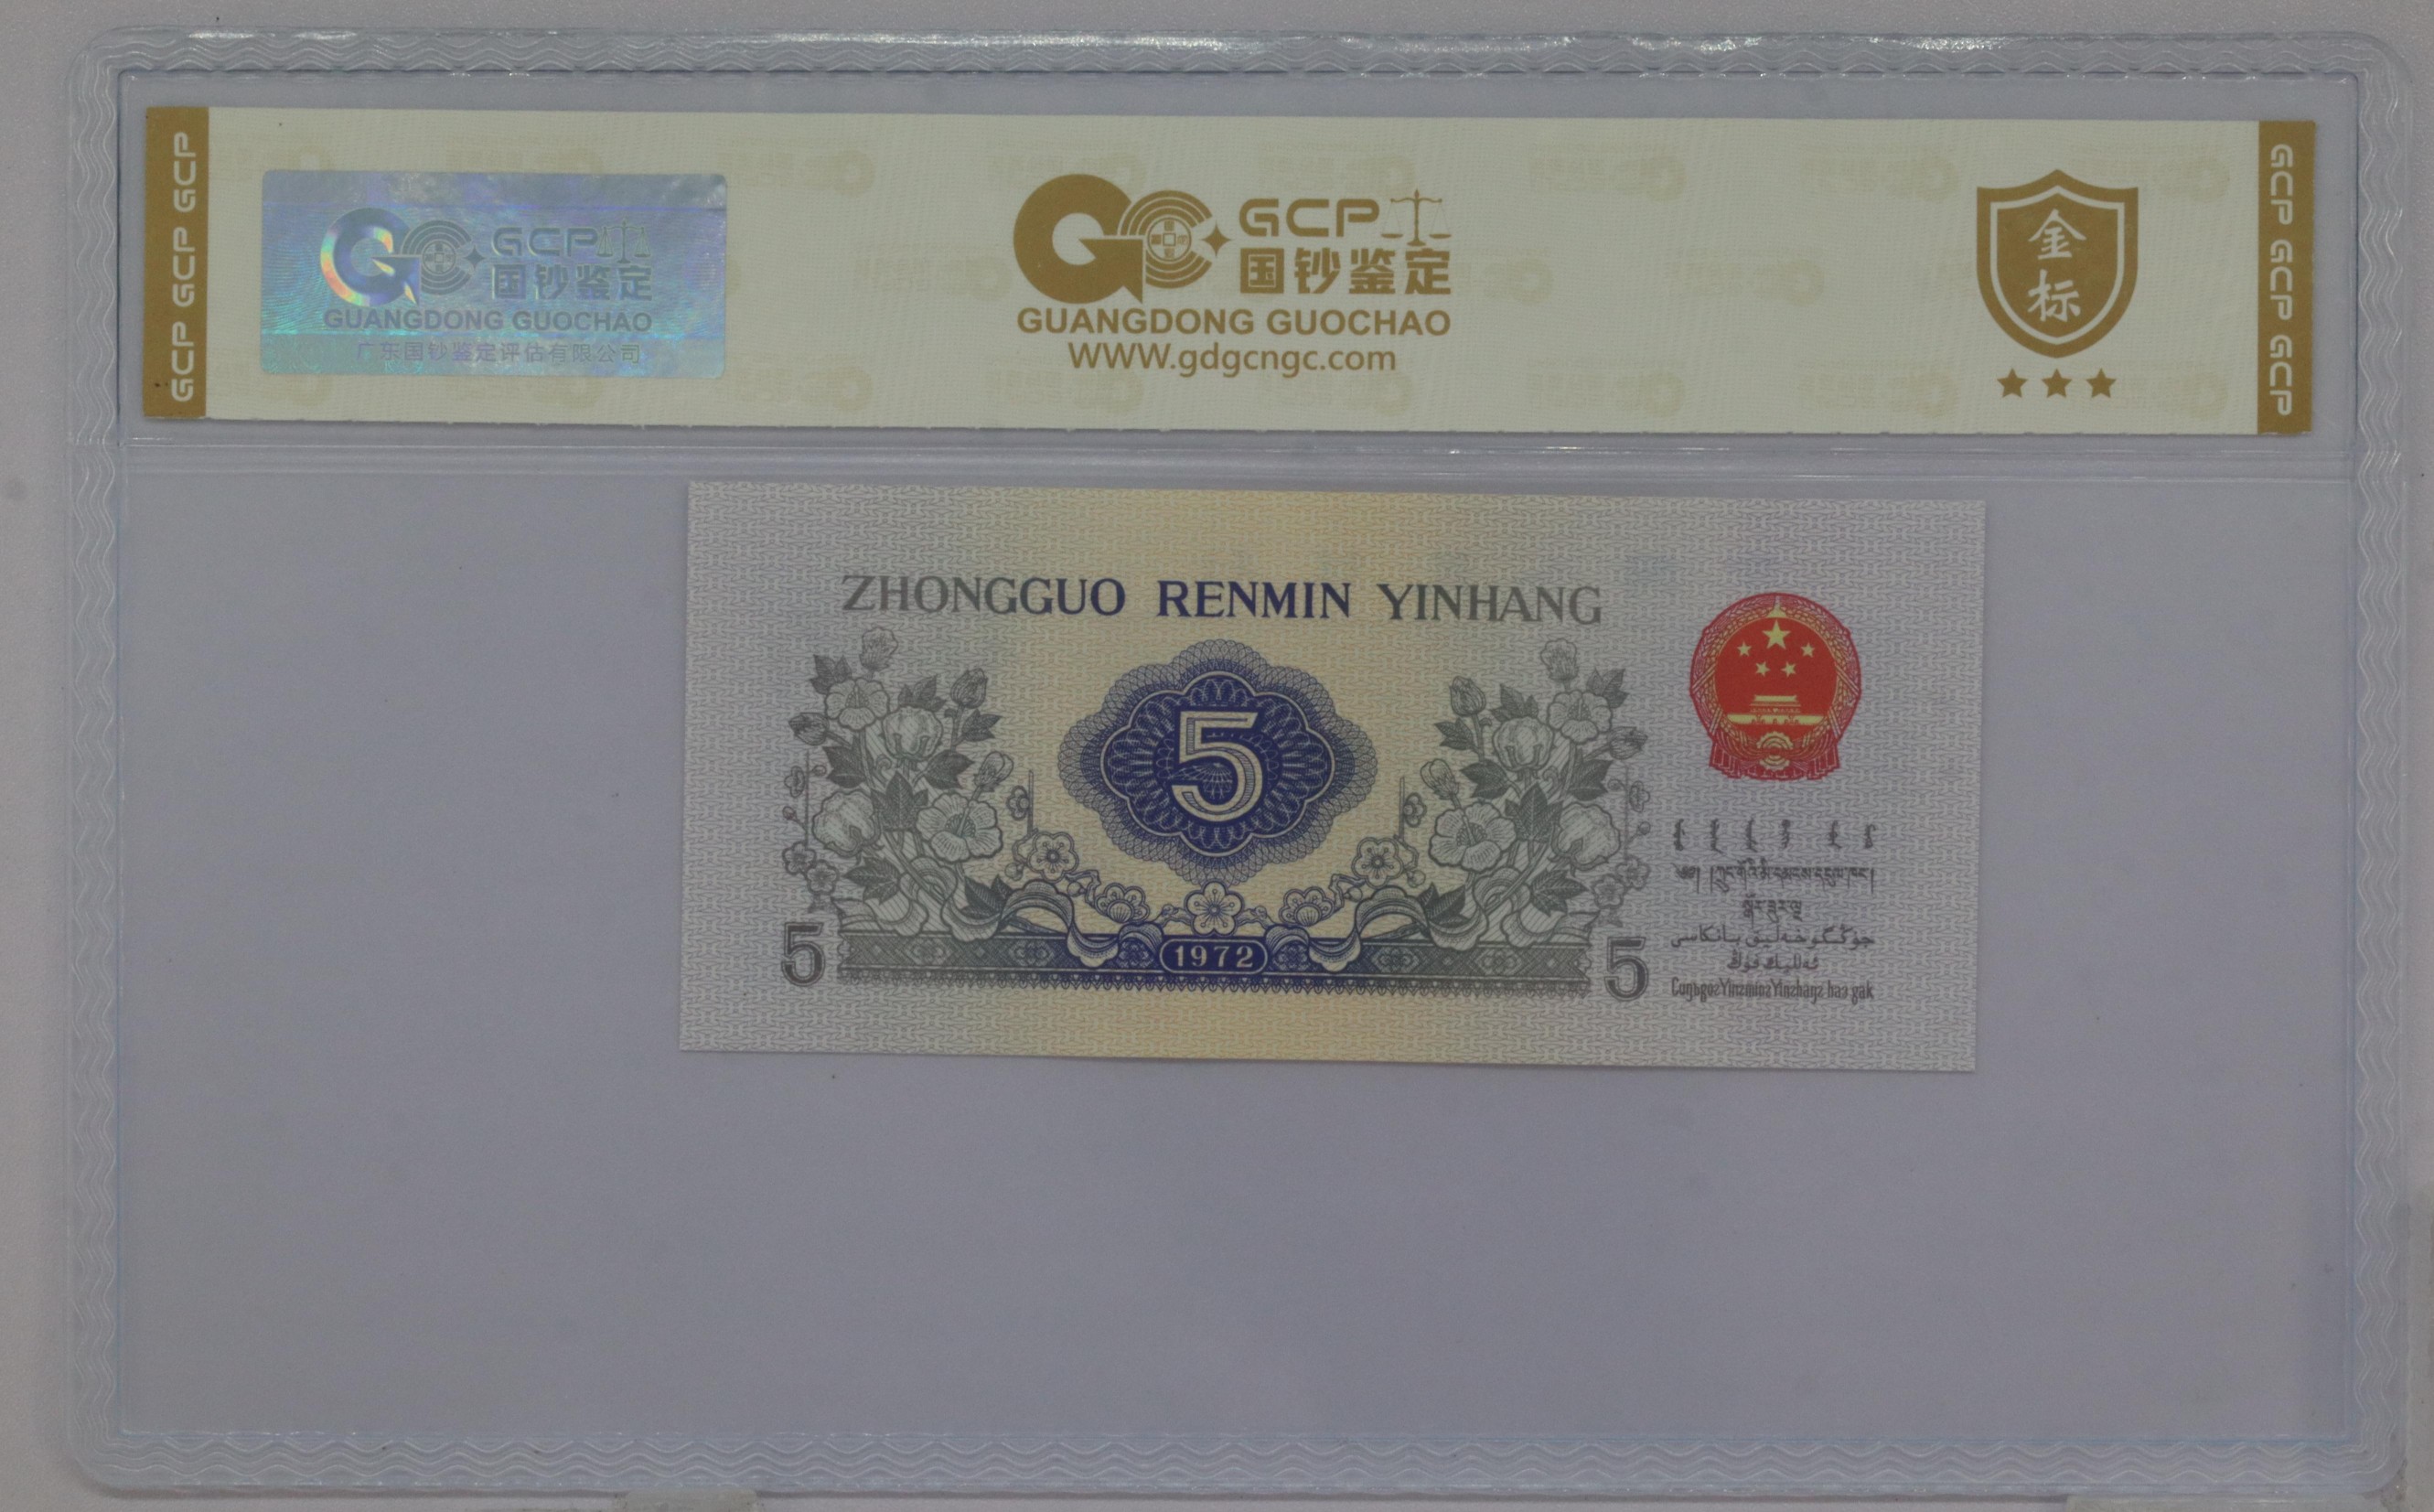 GCP GCP GCP
GCP
国钞鉴定
GUANGDONG GUOCHAO
广东国钞鉴定评估有限公司
GCP
国钞鉴定
GUANGDONG GUOCHAO
WWW.gdgcngc.com
金
标
GCP GCP GCP
ZHONGGUO RENMIN YINHANG
5
1972
5
5